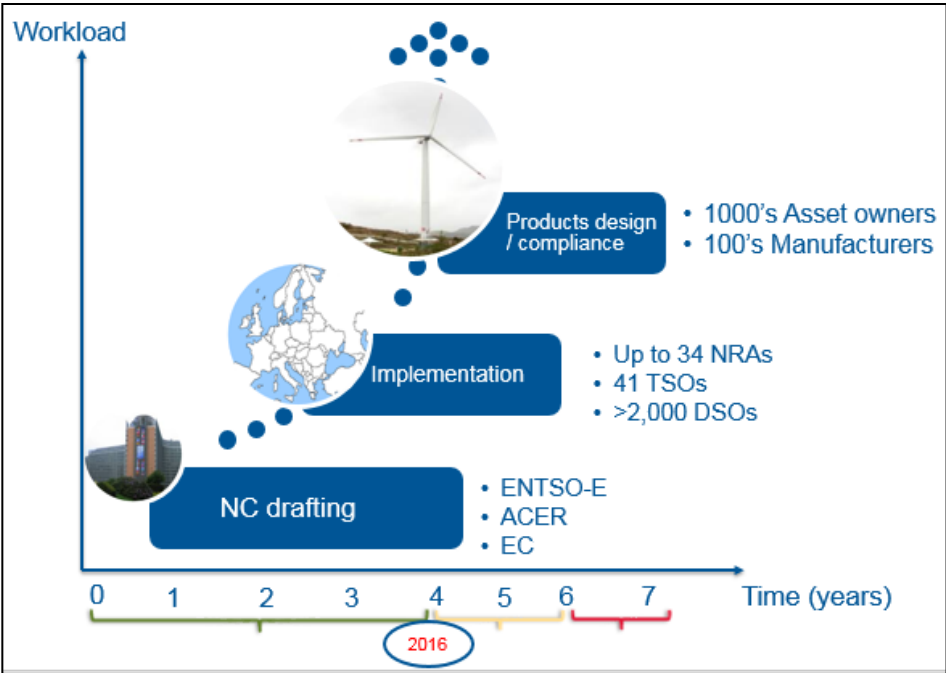 Workload
Products design
/ compliance
• 1000's Asset owners
• 100's Manufacturers
Implementation
• Up to 34 NRAs
• 41 TSOs
• >2,000 DSOs
NC drafting
• ENTSO-E
• ACER
• EC
0 1 2 3 4 5 6 7 Time (years)
2016